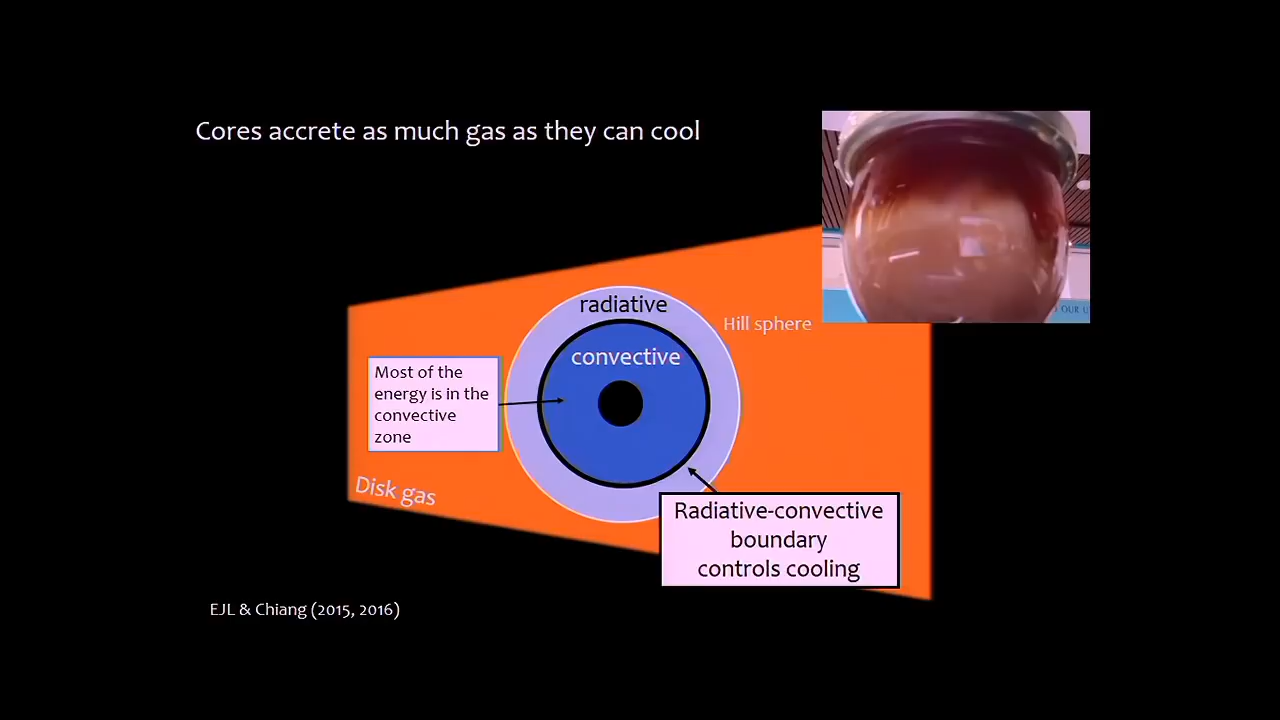 Cores accrete as much gas as they can cool
radiative
Hill sphere
convective
Most of the
energy is in the
convective
zone
Disk gas
Radiative-convective
boundary
controls cooling
EJL & Chiang (2015, 2016)
OUR U